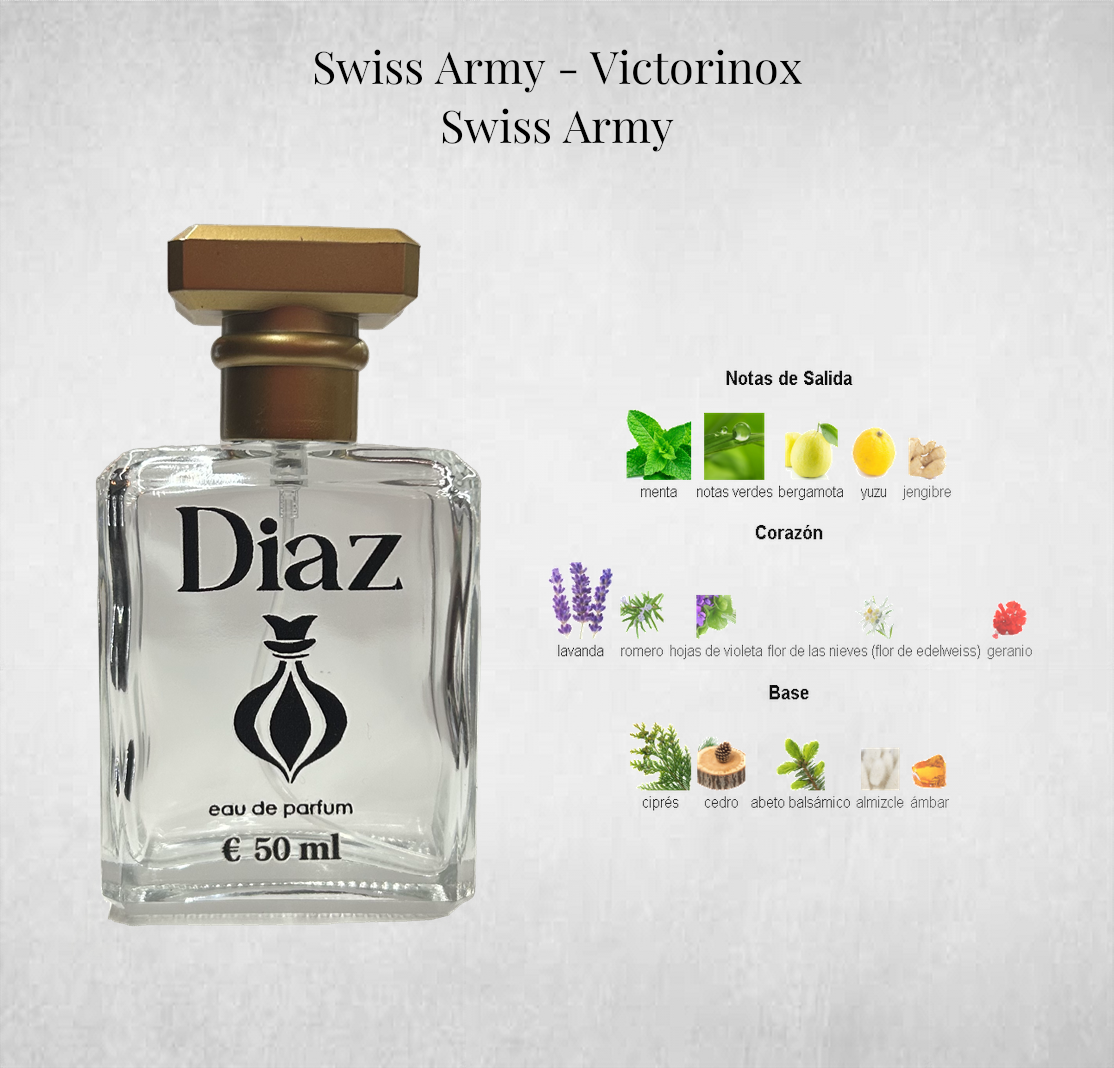 Swiss Army - Victorinox
Swiss Army
Diaz
eau de parfum
€ 50 ml
Notas de Salida
menta notas verdes bergamota yuzu jengibre
Corazón
lavanda romero hojas de violeta flor de las nieves (flor de edelweiss) geranio
Base
ciprés cedro abeto balsámico almizcle ámbar